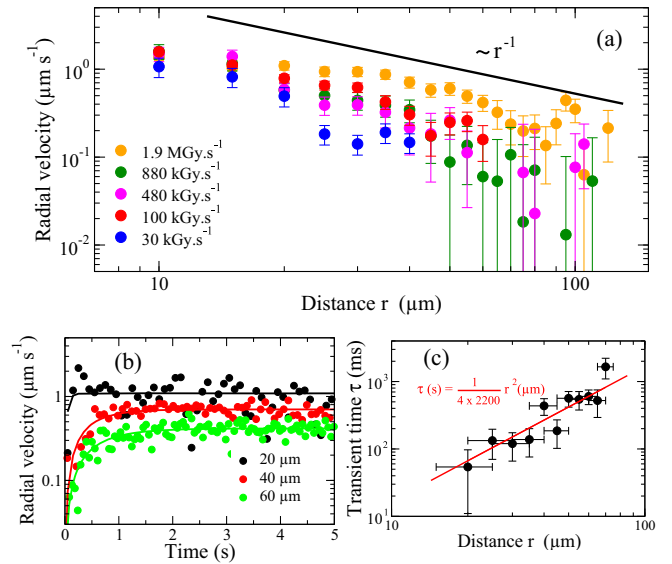 (a)
~ r⁻¹
Radial velocity (μm s⁻¹)
10⁰
10⁻¹
10⁻²
1.9 MGy.s⁻¹
880 kGy.s⁻¹
480 kGy.s⁻¹
100 kGy.s⁻¹
30 kGy.s⁻¹
10
100
Distance r (μm)
(b)
Radial velocity (μm s⁻¹)
1
0.1
20 μm
40 μm
60 μm
0 1 2 3 4 5
Time (s)
(c)
Transient time τ (ms)
10³
10²
10¹
τ (s) = 1 / 4 x 2200 r² (μm)
10
100
Distance r (μm)